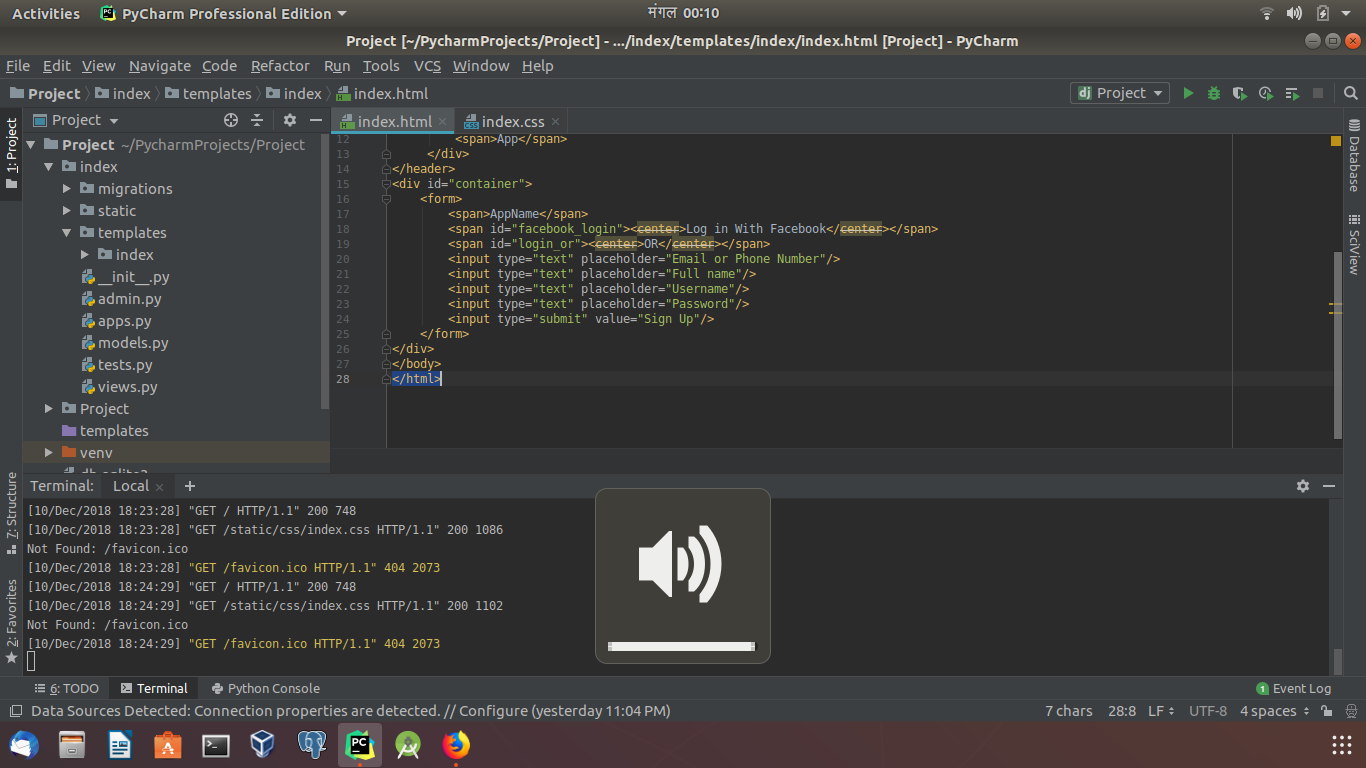 Activities PyCharm Professional Edition मंगल 00:10
Project [~/PycharmProjects/Project] - .../index/templates/index/index.html [Project] - PyCharm
File Edit View Navigate Code Refactor Run Tools VCS Window Help
Project index templates index index.html Project
1: Project
Project
index.html index.css
Project ~/PycharmProjects/Project
index
migrations
static
templates
index
__init__.py
admin.py
apps.py
models.py
tests.py
views.py
Project
templates
venv
12 <span>App</span>
13 </div>
14 </header>
15 <div id="container">
16 <form>
17 <span>AppName</span>
18 <span id="facebook_login"><center>Log in With Facebook</center></span>
19 <span id="login_or"><center>OR</center></span>
20 <input type="text" placeholder="Email or Phone Number"/>
21 <input type="text" placeholder="Full name"/>
22 <input type="text" placeholder="Username"/>
23 <input type="text" placeholder="Password"/>
24 <input type="submit" value="Sign Up"/>
25 </form>
26 </div>
27 </body>
28 </html>
Database
SciView
7: Structure
2: Favorites
Terminal: Local
[10/Dec/2018 18:23:28] "GET / HTTP/1.1" 200 748
[10/Dec/2018 18:23:28] "GET /static/css/index.css HTTP/1.1" 200 1086
Not Found: /favicon.ico
[10/Dec/2018 18:23:28] "GET /favicon.ico HTTP/1.1" 404 2073
[10/Dec/2018 18:24:29] "GET / HTTP/1.1" 200 748
[10/Dec/2018 18:24:29] "GET /static/css/index.css HTTP/1.1" 200 1102
Not Found: /favicon.ico
[10/Dec/2018 18:24:29] "GET /favicon.ico HTTP/1.1" 404 2073
6: TODO Terminal Python Console 1 Event Log
Data Sources Detected: Connection properties are detected. // Configure (yesterday 11:04 PM) 7 chars 28:8 LF UTF-8 4 spaces